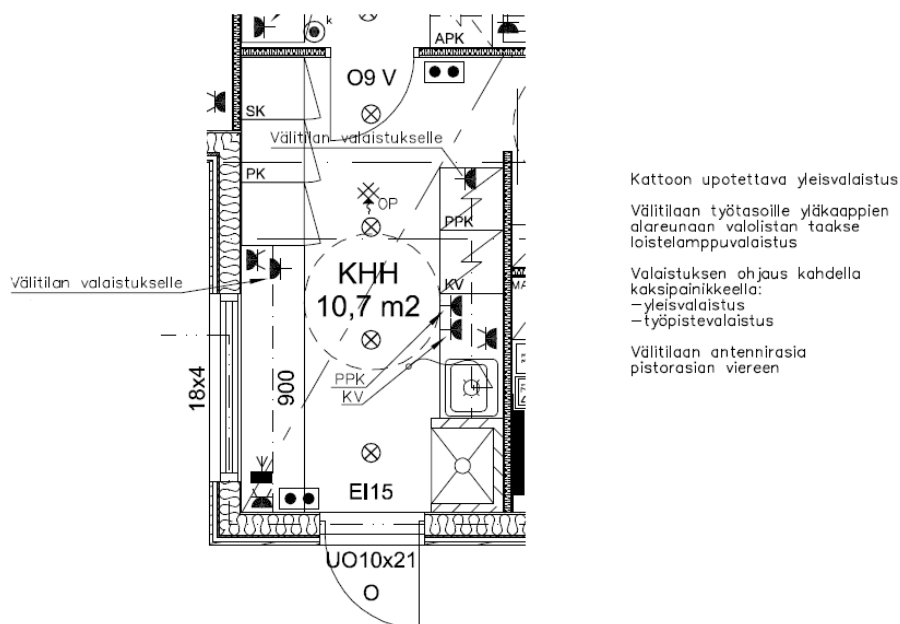 k
APK
O9 V
SK
Välitilan valaistukselle
PK
OP
PPK
Välitilan valaistukselle
KHH
10,7 m2
KV
MA
PPK
KV
18x4
900
EI15
UO10x21
O
Kattoon upotettava yleisvalaistus
Välitilaan työtasoille yläkaappien
alareunaan valolistan taakse
loistelamppuvalaistus
Valaistuksen ohjaus kahdella
kaksipainikkeella:
–yleisvalaistus
–työpistevalaistus
Välitilaan antennirasia
pistorasian viereen